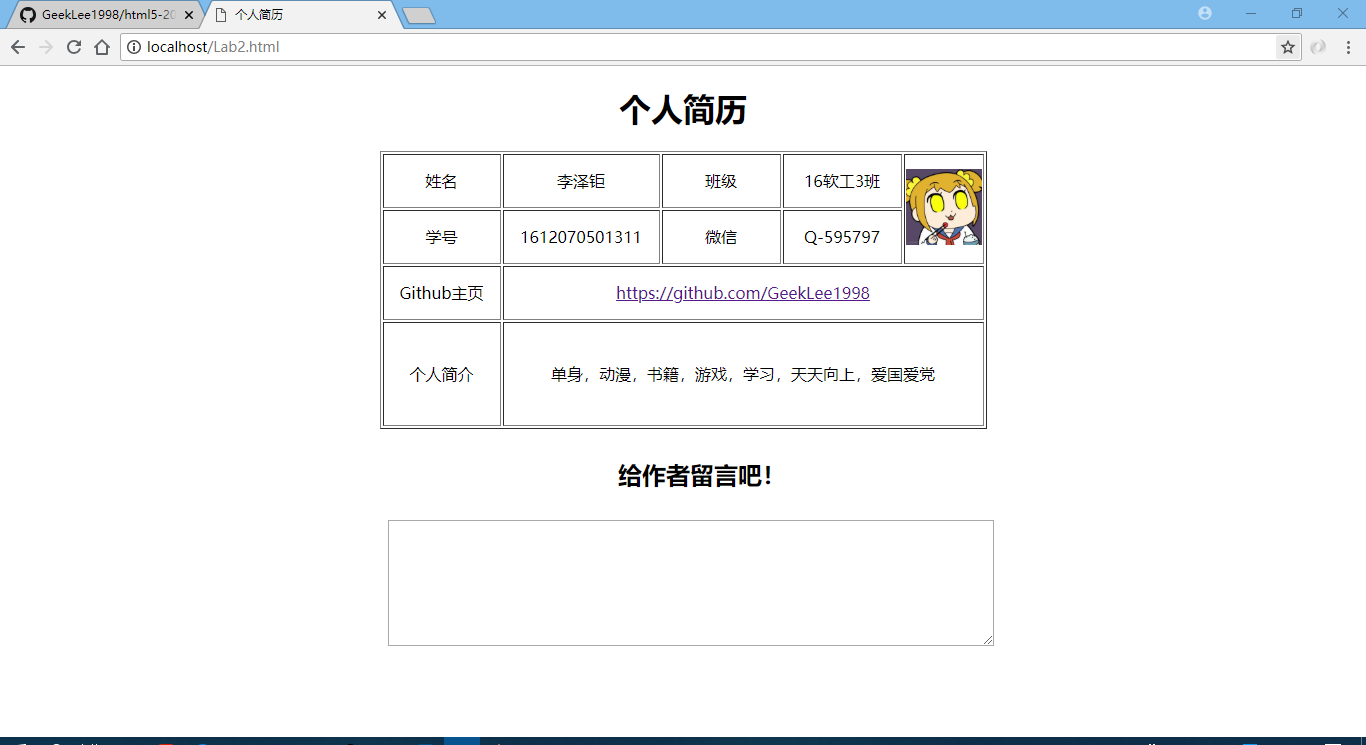 GeekLee1998/html5-20
个人简历
localhost/Lab2.html
个人简历
姓名 李泽钜 班级 16软工3班
学号 1612070501311 微信 Q-595797
Github主页 https://github.com/GeekLee1998
个人简介 单身，动漫，书籍，游戏，学习，天天向上，爱国爱党
给作者留言吧！